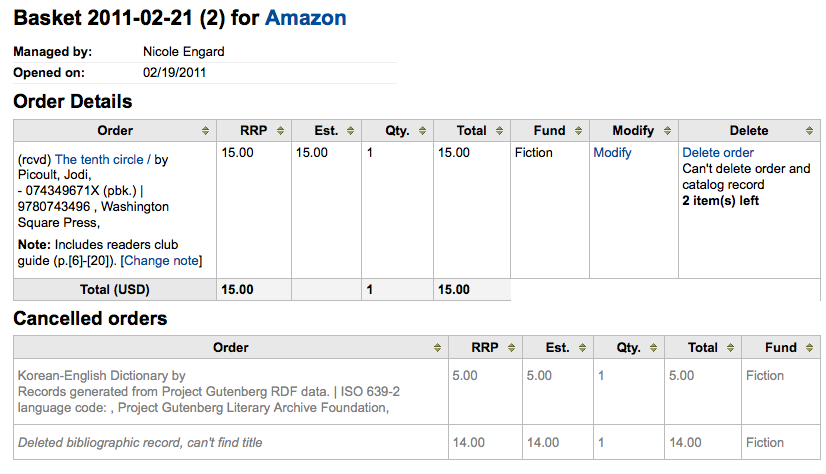 Basket 2011-02-21 (2) for Amazon
Managed by: Nicole Engard
Opened on: 02/19/2011
Order Details
Order RRP Est. Qty. Total Fund Modify Delete
(rcvd) The tenth circle / by 15.00 15.00 1 15.00 Fiction Modify Delete order
Picoult, Jodi, Can't delete order and
- 074349671X (pbk.) | catalog record
9780743496 , Washington 2 item(s) left
Square Press,
Note: Includes readers club
guide (p.[6]-[20]). [Change note]
Total (USD) 15.00 1 15.00
Cancelled orders
Order RRP Est. Qty. Total Fund
Korean-English Dictionary by 5.00 5.00 1 5.00 Fiction
Records generated from Project Gutenberg RDF data. | ISO 639-2
language code: , Project Gutenberg Literary Archive Foundation,
Deleted bibliographic record, can't find title 14.00 14.00 1 14.00 Fiction